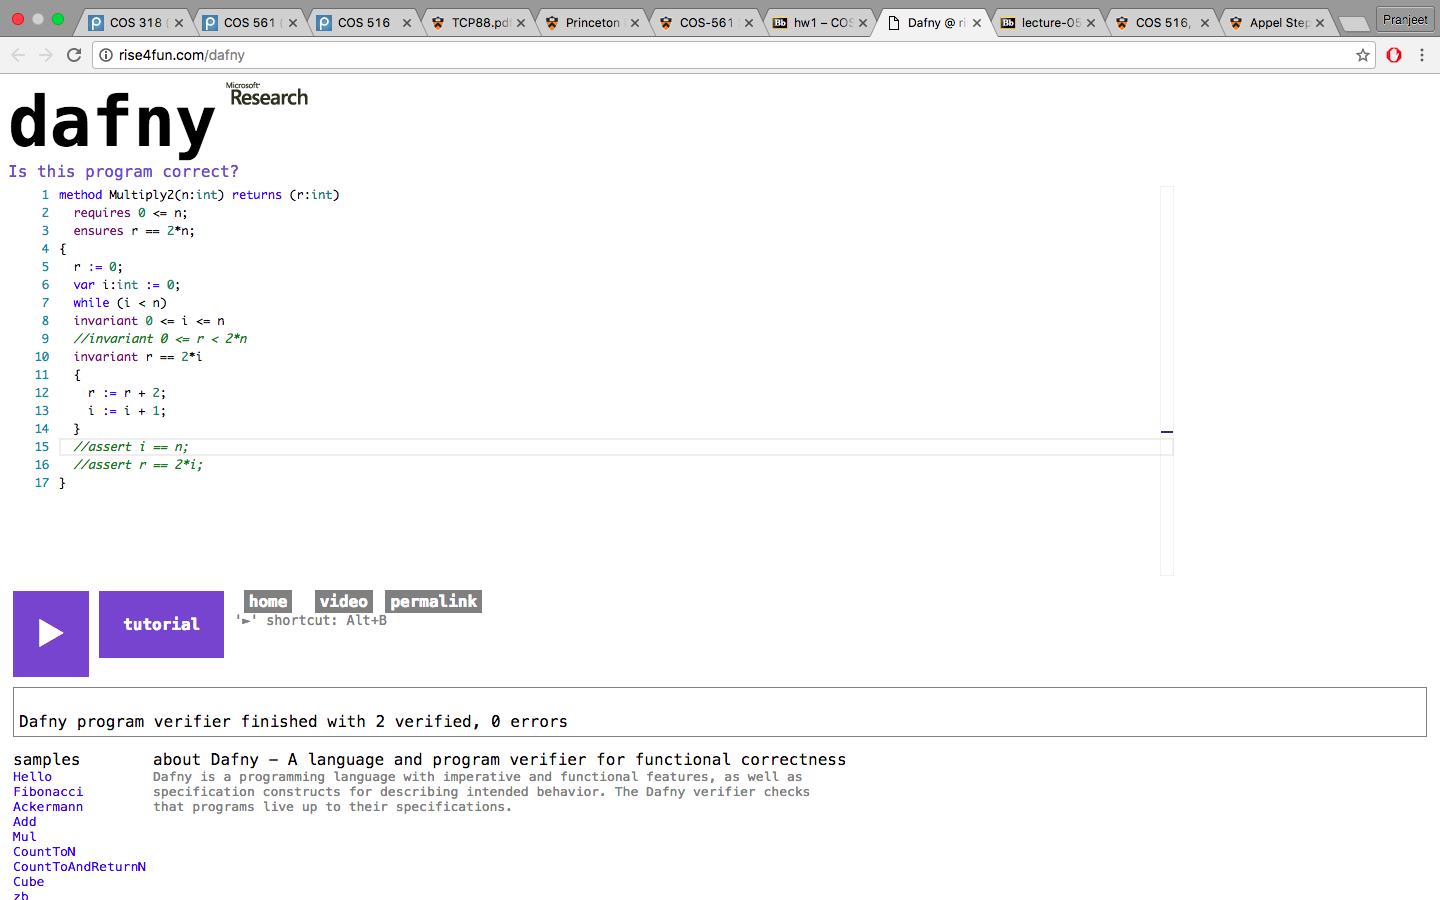 COS 318 (
COS 561 (
COS 516
TCP88.pdf
Princeton
COS-561
hw1 – COS
Dafny @ ri
lecture-05
COS 516,
Appel Step
Pranjeet
rise4fun.com/dafny
dafny
Microsoft
Research
Is this program correct?
1 method Multiply2(n:int) returns (r:int)
2 requires 0 <= n;
3 ensures r == 2*n;
4 {
5 r := 0;
6 var i:int := 0;
7 while (i < n)
8 invariant 0 <= i <= n
9 //invariant 0 <= r < 2*n
10 invariant r == 2*i
11 {
12 r := r + 2;
13 i := i + 1;
14 }
15 //assert i == n;
16 //assert r == 2*i;
17 }
tutorial
home video permalink
'►' shortcut: Alt+B
Dafny program verifier finished with 2 verified, 0 errors
samples
Hello
Fibonacci
Ackermann
Add
Mul
CountToN
CountToAndReturnN
Cube
zb
about Dafny - A language and program verifier for functional correctness
Dafny is a programming language with imperative and functional features, as well as
specification constructs for describing intended behavior. The Dafny verifier checks
that programs live up to their specifications.